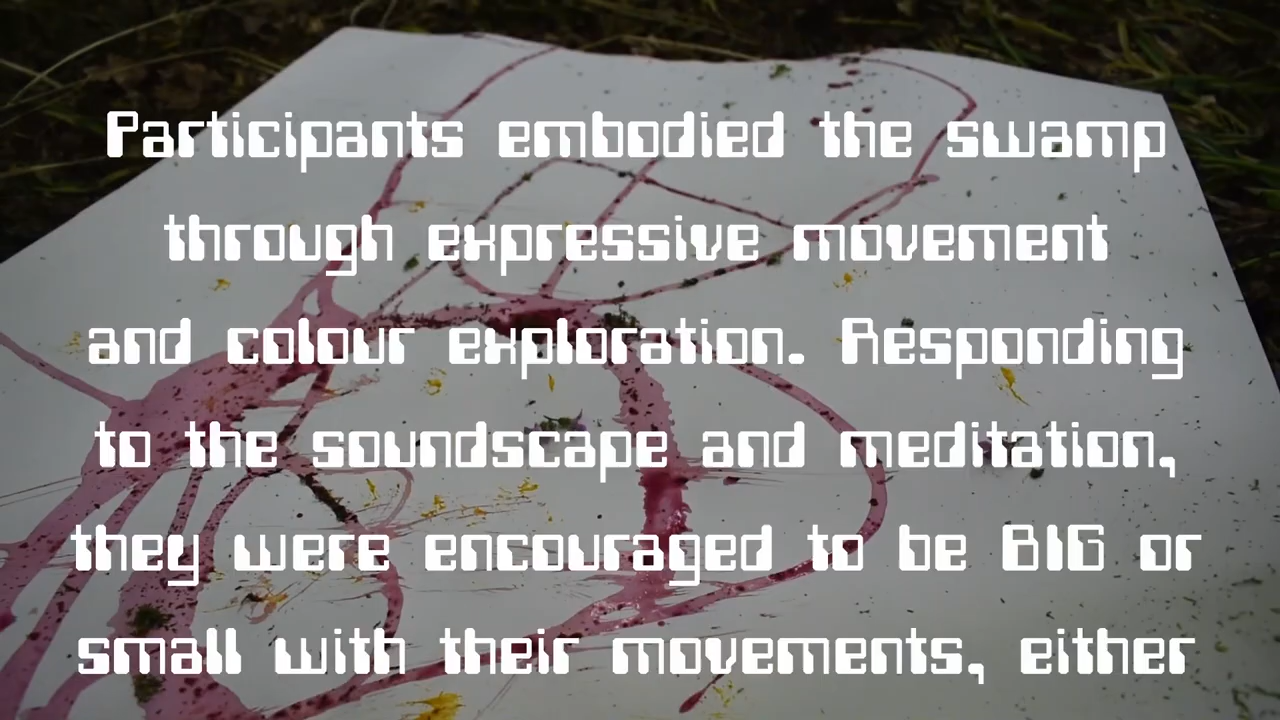 Participants embodied the swamp
through expressive movement
and colour exploration. Responding
to the soundscape and meditation,
they were encouraged to be BIG or
small with their movements, either